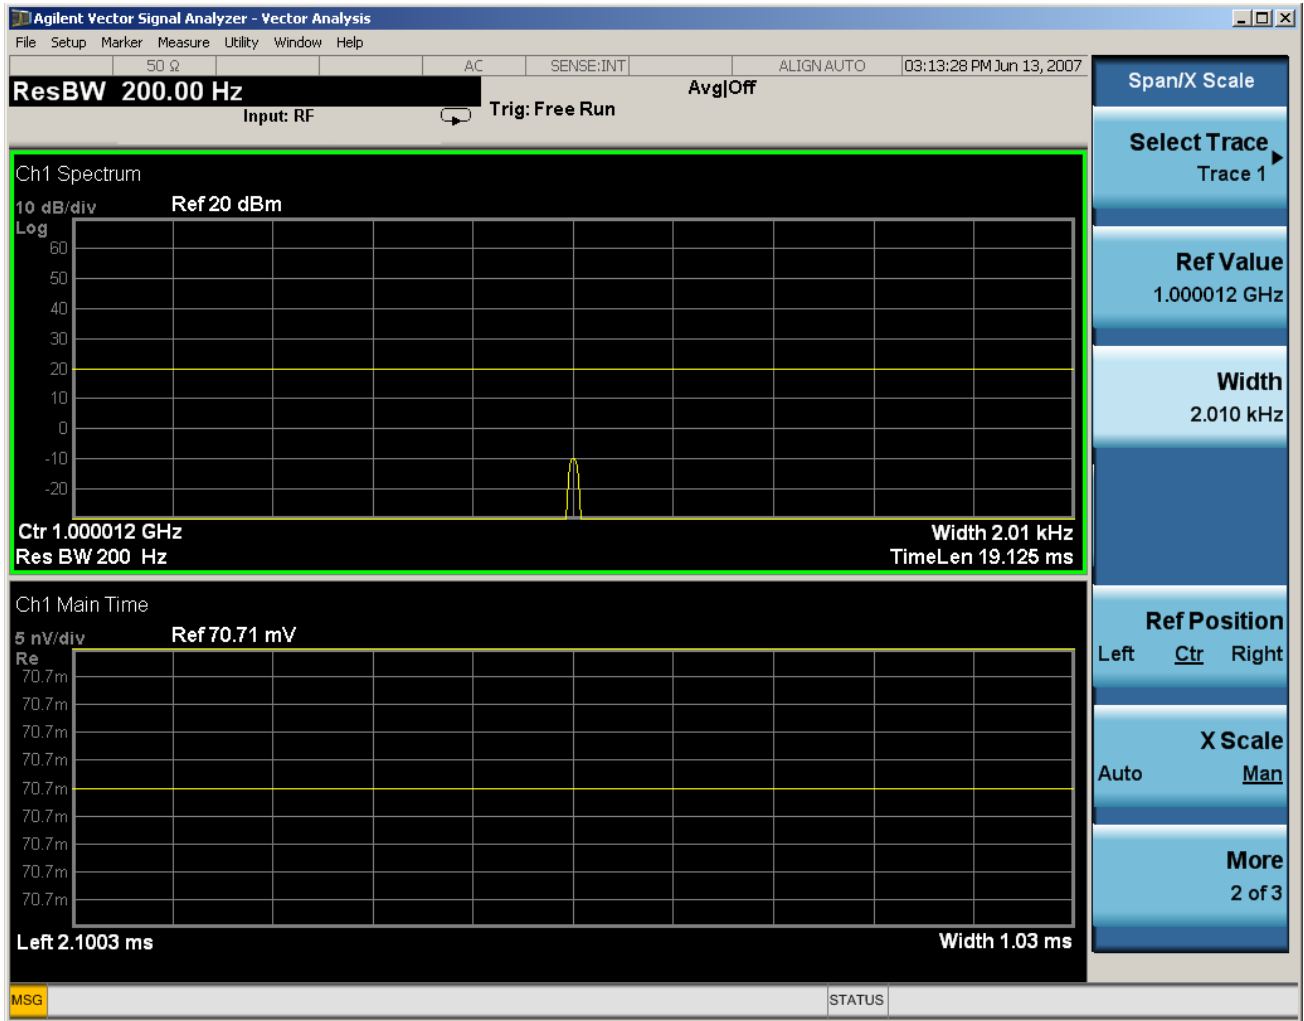 Agilent Vector Signal Analyzer - Vector Analysis
File Setup Marker Measure Utility Window Help
50 Ω AC SENSE:INT ALIGN AUTO 03:13:28 PM Jun 13, 2007
ResBW 200.00 Hz
Avg|Off
Input: RF
Trig: Free Run
Ch1 Spectrum
10 dB/div
Ref 20 dBm
Log
60
50
40
30
20
10
0
-10
-20
Ctr 1.000012 GHz
Width 2.01 kHz
Res BW 200 Hz
TimeLen 19.125 ms
Ch1 Main Time
5 nV/div
Ref 70.71 mV
Re
70.7m
70.7m
70.7m
70.7m
70.7m
70.7m
70.7m
70.7m
70.7m
Left 2.1003 ms
Width 1.03 ms
Span/X Scale
Select Trace
Trace 1
Ref Value
1.000012 GHz
Width
2.010 kHz
Ref Position
Left Ctr Right
X Scale
Auto Man
More
2 of 3
MSG
STATUS